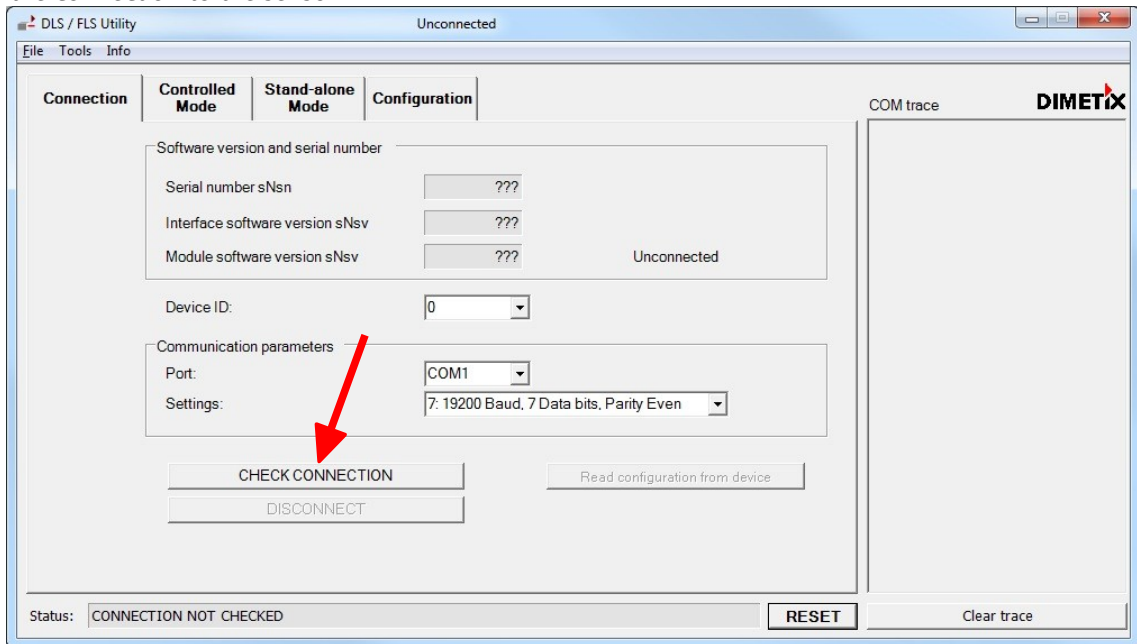 DLS / FLS Utility Unconnected
File Tools Info
Connection
Controlled Mode
Stand-alone Mode
Configuration
COM trace
DIMETIX
Software version and serial number
Serial number sNsn ???
Interface software version sNsv ???
Module software version sNsv ??? Unconnected
Device ID: 0
Communication parameters
Port: COM1
Settings: 7: 19200 Baud, 7 Data bits, Parity Even
CHECK CONNECTION
Read configuration from device
DISCONNECT
Status: CONNECTION NOT CHECKED
RESET
Clear trace